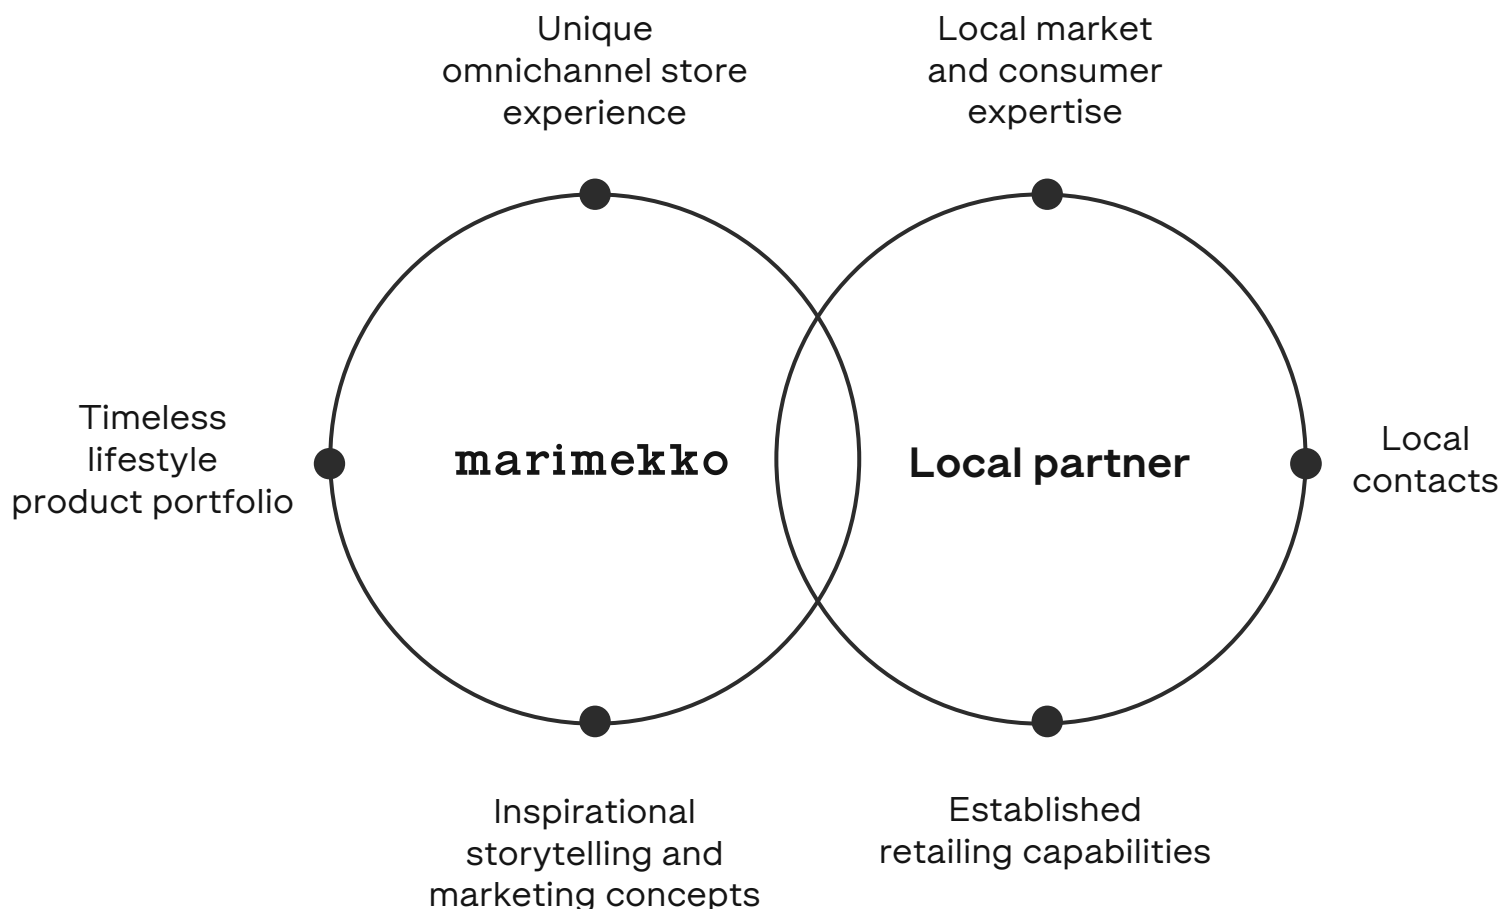 Unique
omnichannel store
experience
Local market
and consumer
expertise
Timeless
lifestyle
product portfolio
marimekko
Local partner
Local
contacts
Inspirational
storytelling and
marketing concepts
Established
retailing capabilities